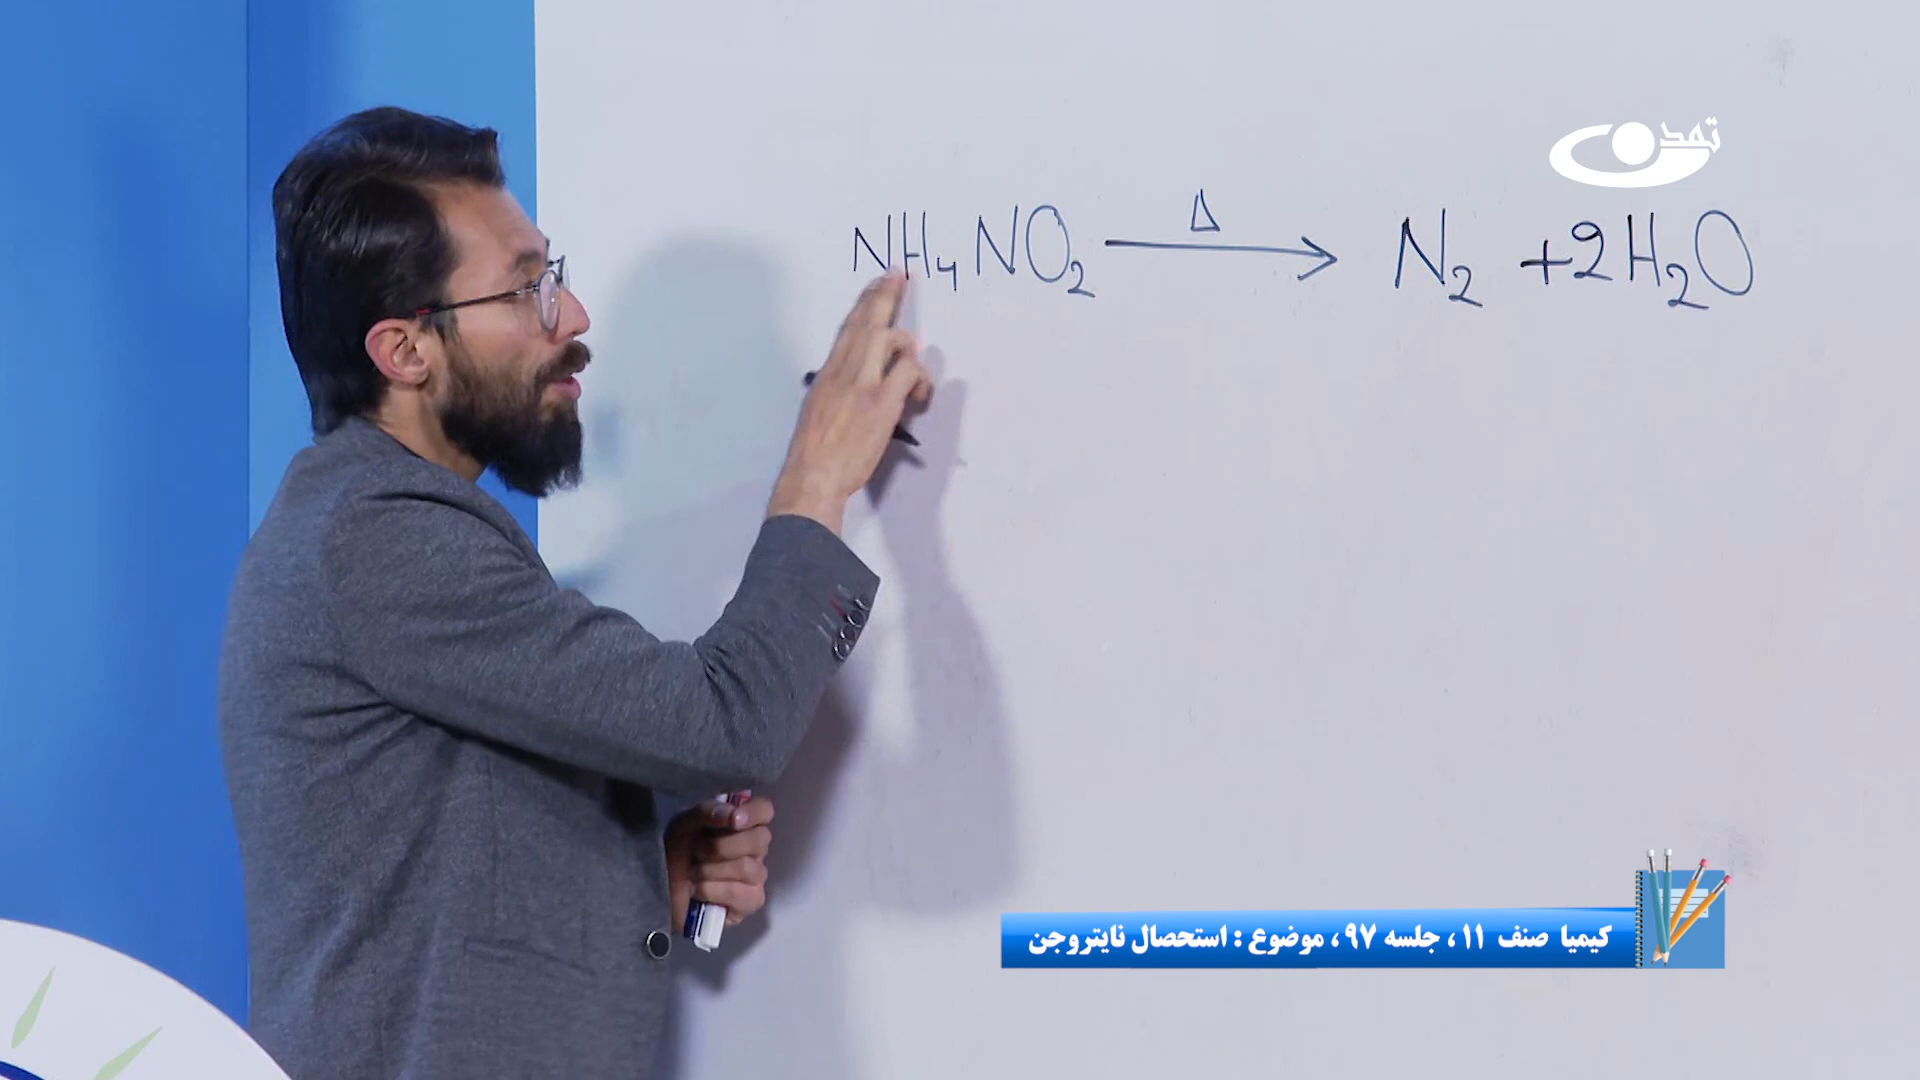 تمدن
NH₄NO₂ —Δ→ N₂ + 2H₂O
کیمیا صنف ۱۱، جلسه ۹۷، موضوع : استحصال نایتروجن